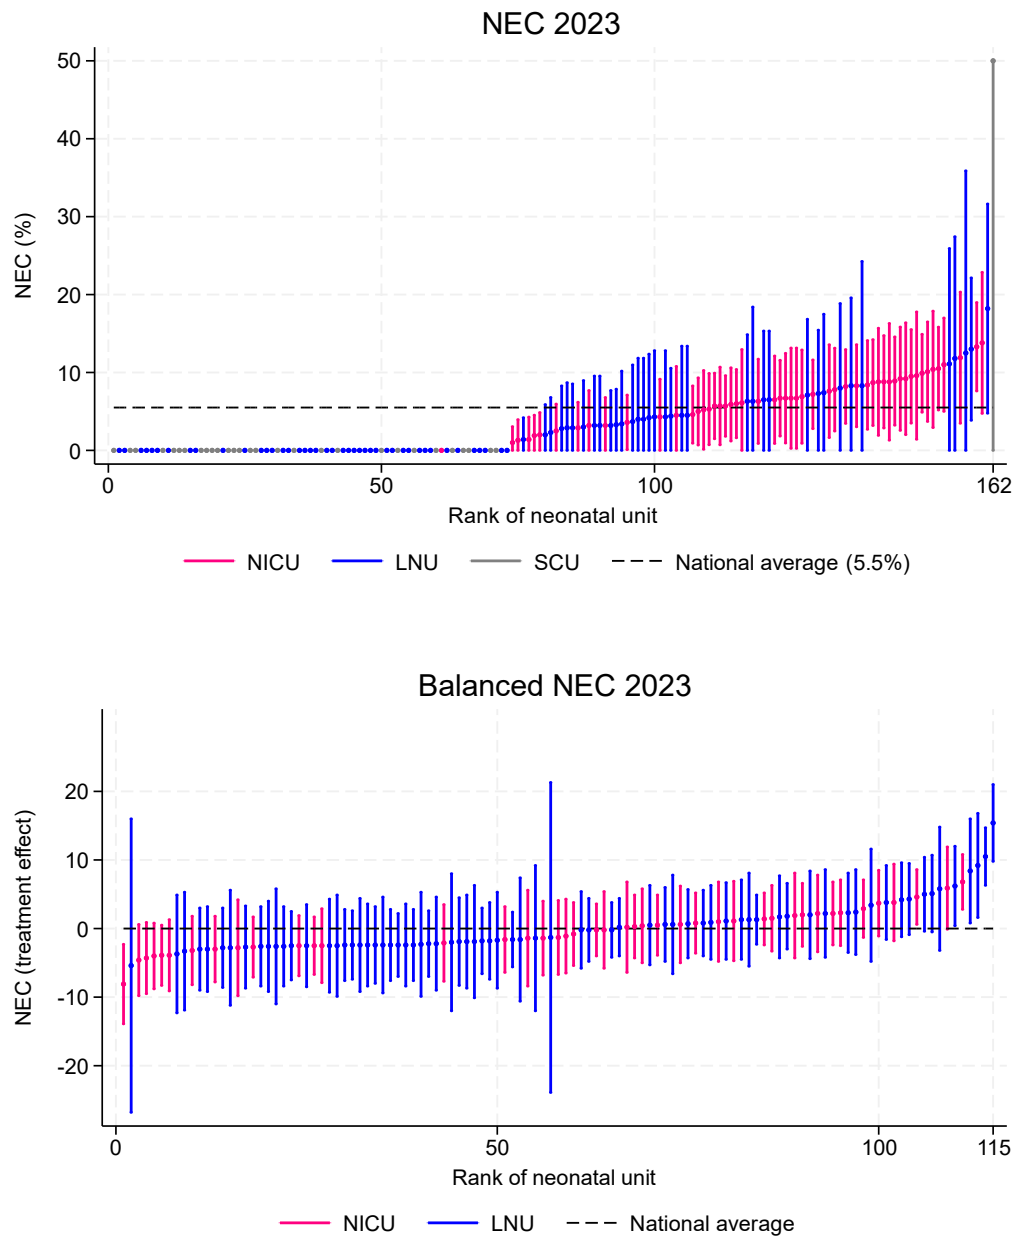 NEC 2023
50
40
30
20
10
0
NEC (%)
0 50 100 162
Rank of neonatal unit
NICU LNU SCU National average (5.5%)
Balanced NEC 2023
20
10
0
-10
-20
NEC (treatment effect)
0 50 100 115
Rank of neonatal unit
NICU LNU National average